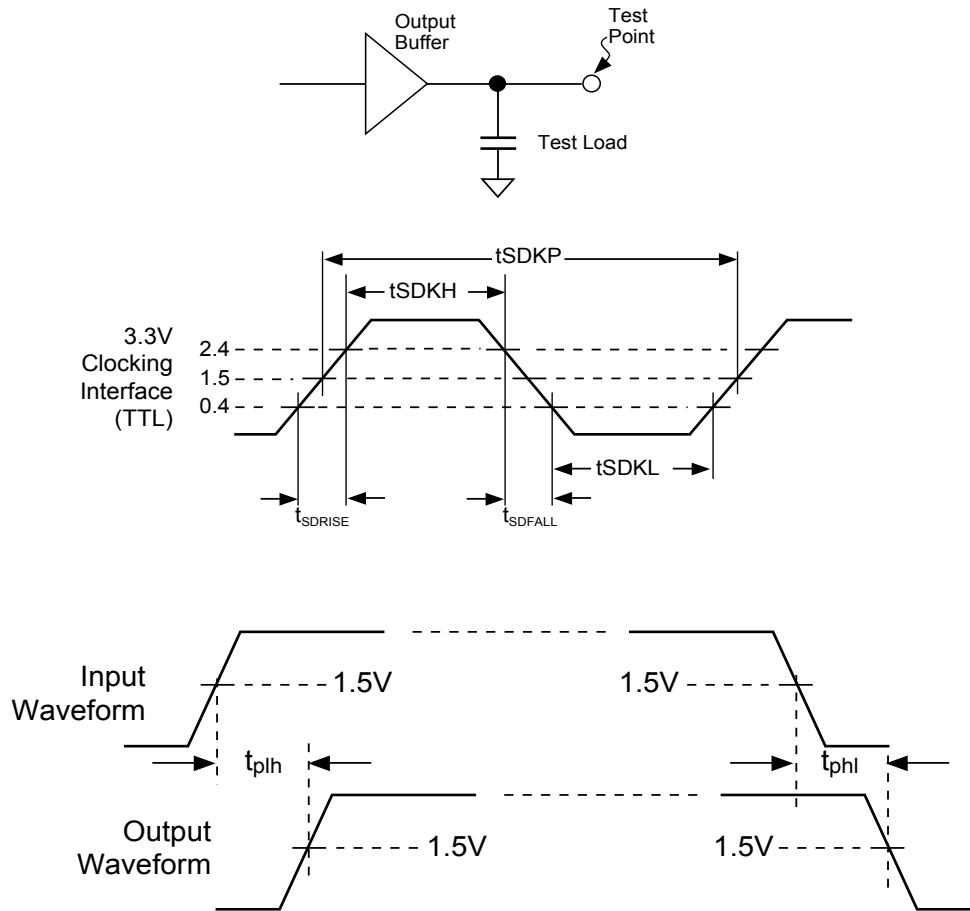 Output
Buffer
Test
Point
Test Load
tSDKP
tSDKH
3.3V
Clocking
Interface
(TTL)
2.4
1.5
0.4
tSDKL
tSDRISE
tSDFALL
Input
Waveform
1.5V
1.5V
tplh
tphl
Output
Waveform
1.5V
1.5V